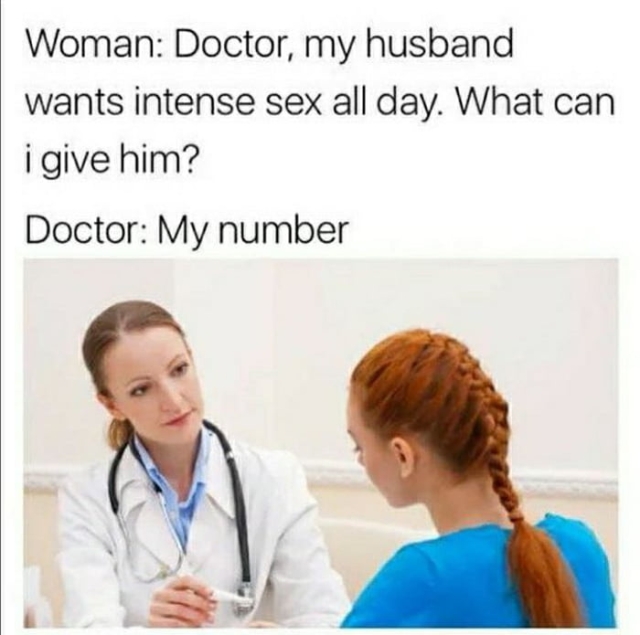 Woman: Doctor, my husband
wants intense sex all day. What can
i give him?
Doctor: My number